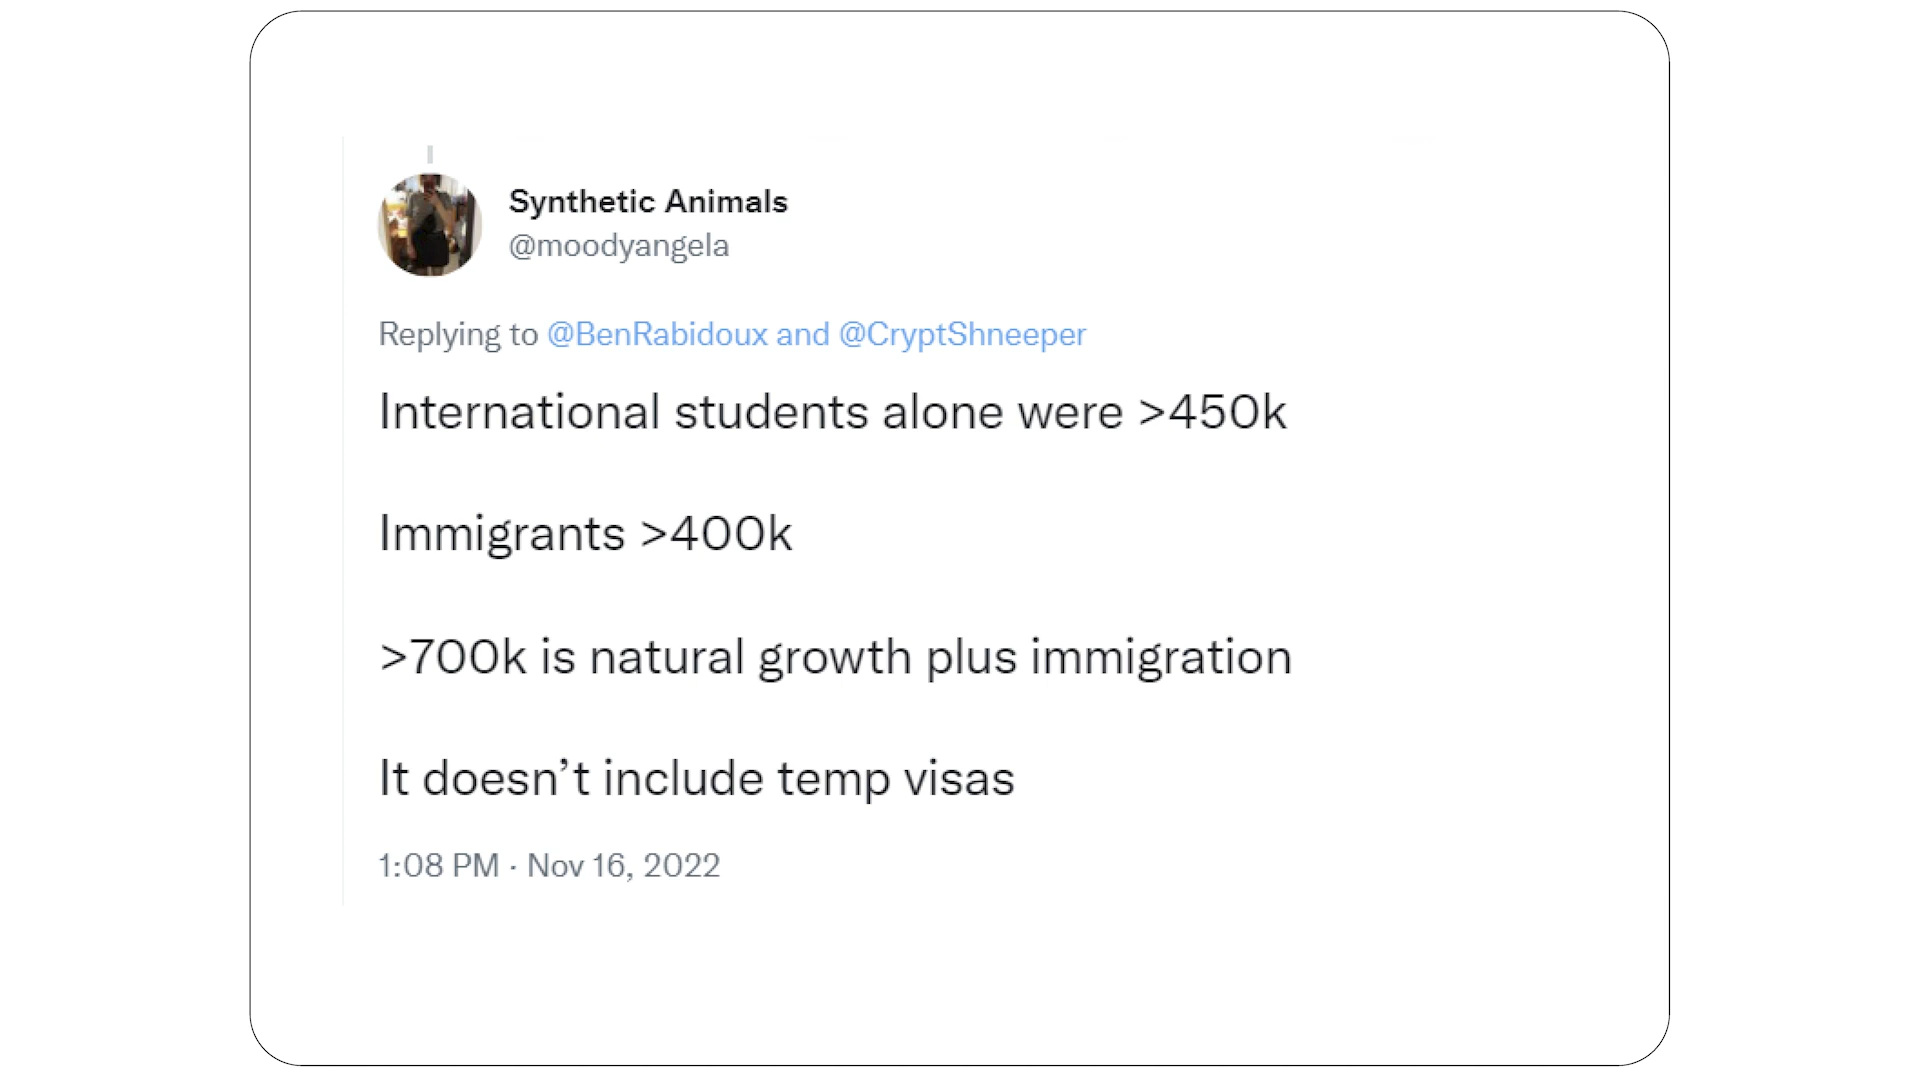 Synthetic Animals
@moodyangela
Replying to @BenRabidoux and @CryptShneeper
International students alone were >450k
Immigrants >400k
>700k is natural growth plus immigration
It doesn’t include temp visas
1:08 PM · Nov 16, 2022